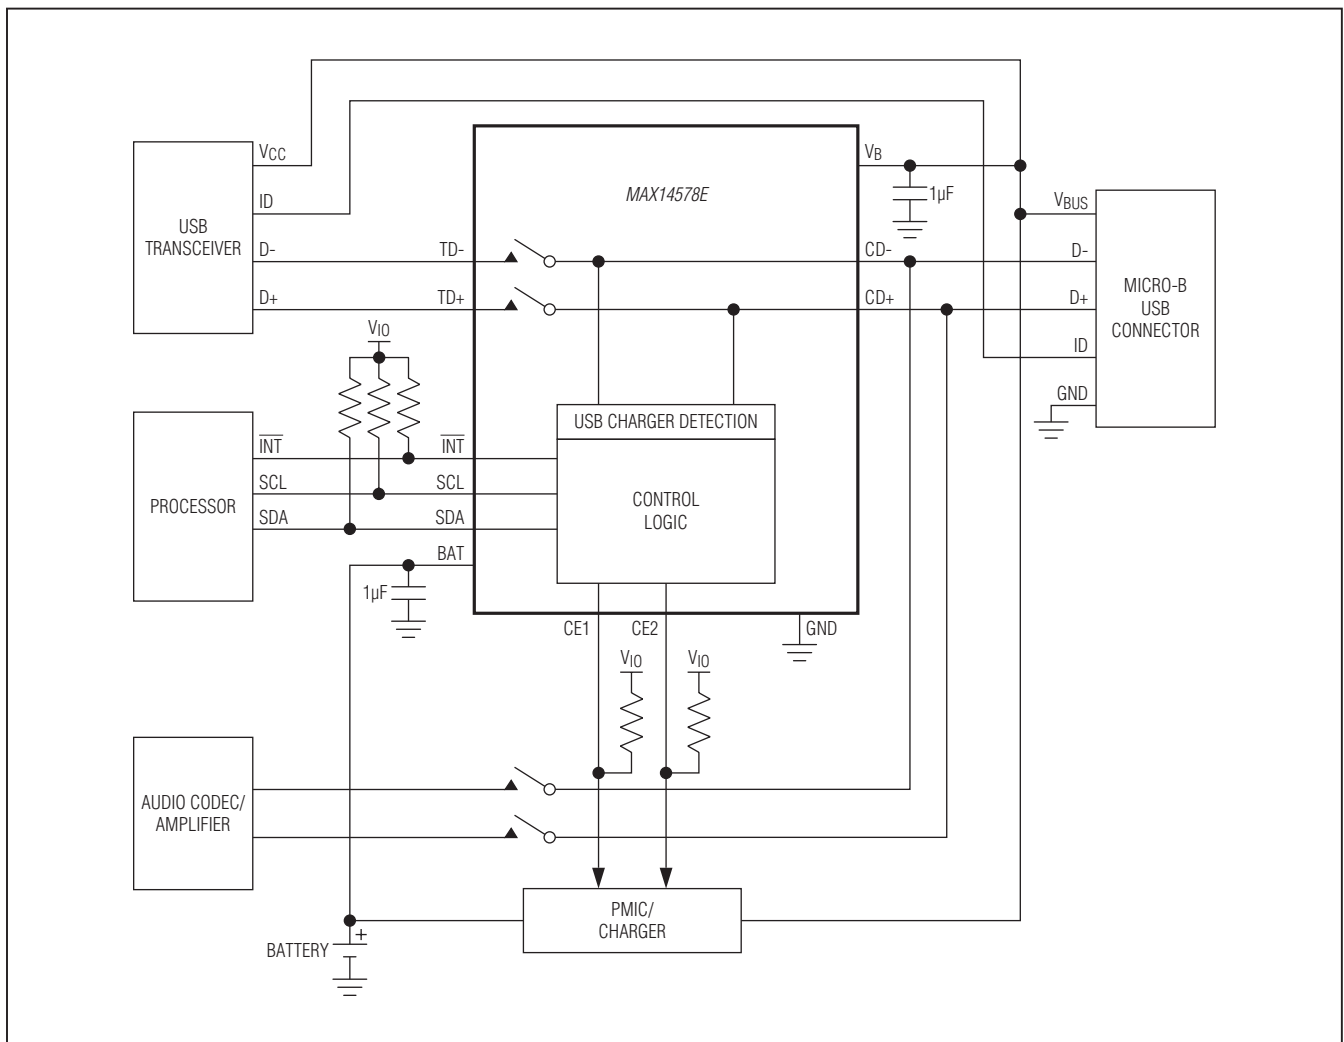 VCC
ID
D-
D+
USB
TRANSCEIVER
TD-
TD+
MAX14578E
VB
1µF
CD-
CD+
VBUS
D-
D+
ID
GND
MICRO-B
USB
CONNECTOR
VIO
PROCESSOR
INT
SCL
SDA
INT
SCL
SDA
BAT
1µF
USB CHARGER DETECTION
CONTROL
LOGIC
CE1
CE2
GND
VIO
VIO
AUDIO CODEC/
AMPLIFIER
PMIC/
CHARGER
BATTERY
+